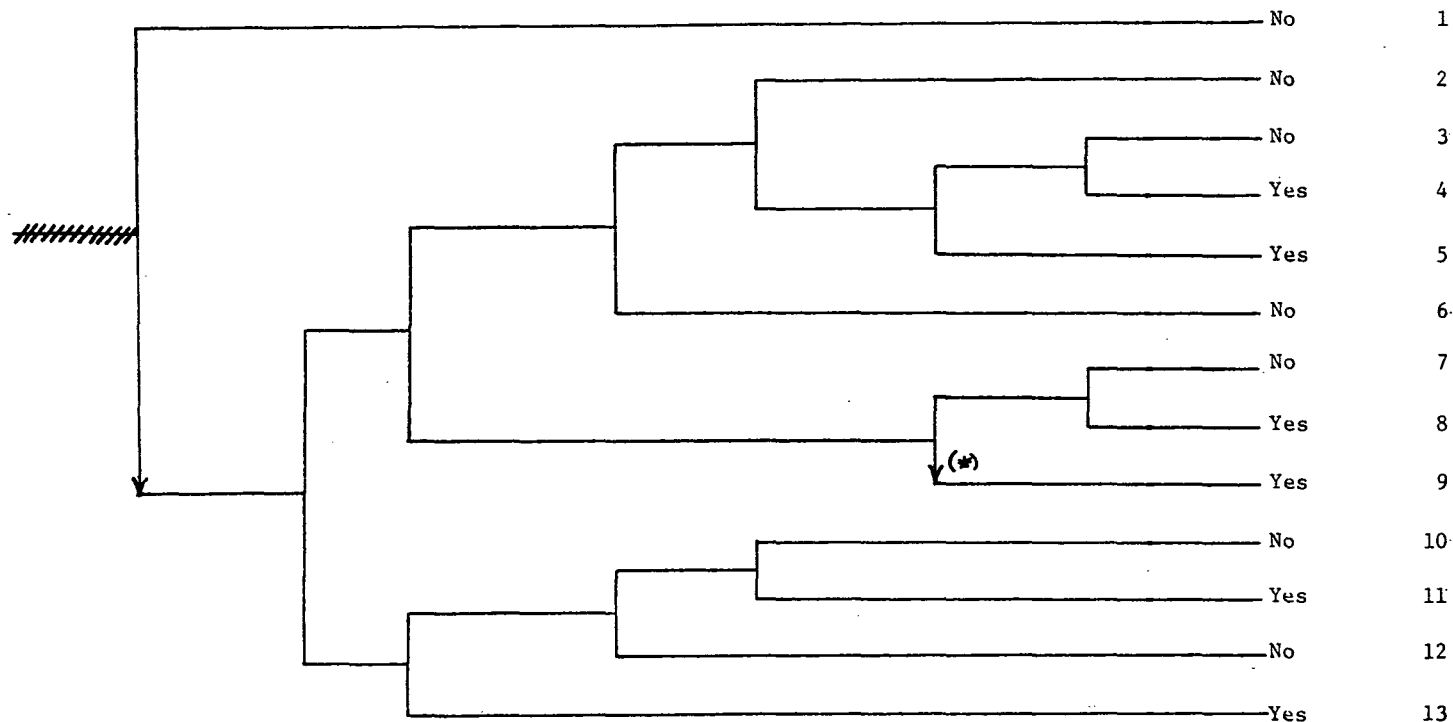 No 1
No 2
No 3
Yes 4
Yes 5
No 6
No 7
Yes 8
(*)
Yes 9
No 10
Yes 11
No 12
Yes 13